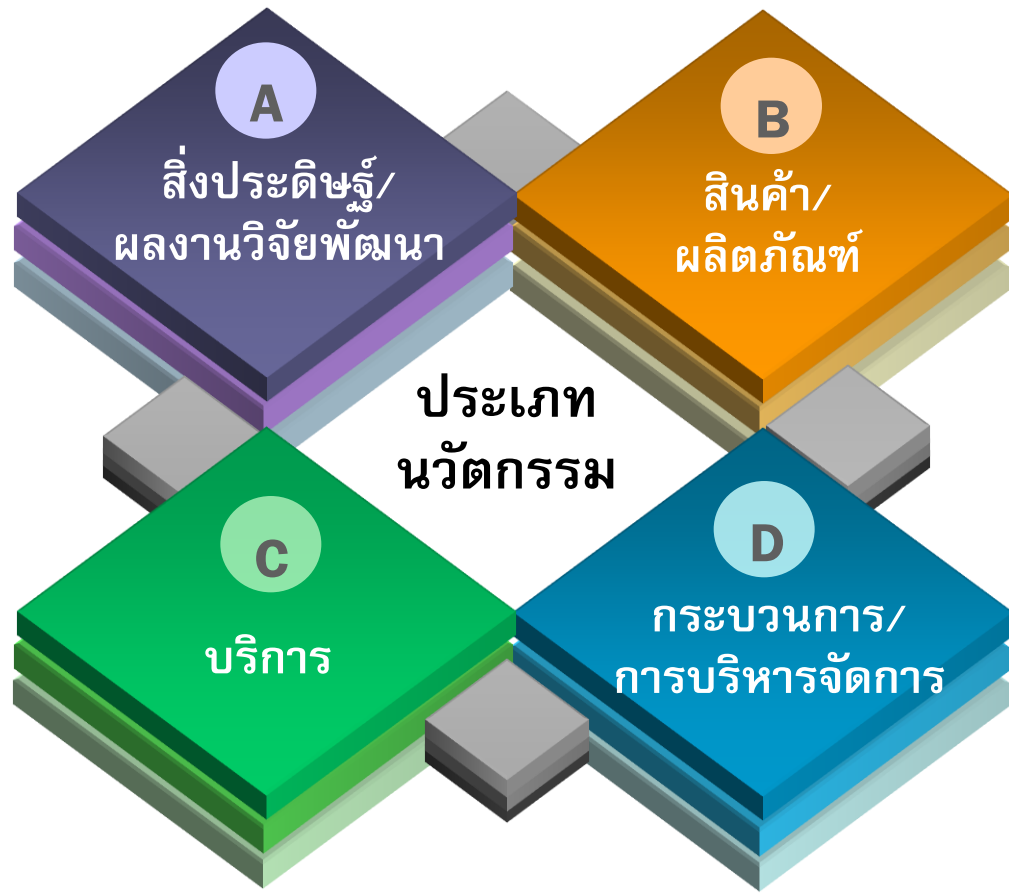 A
สิ่งประดิษฐ์/
ผลงานวิจัยพัฒนา
B
สินค้า/
ผลิตภัณฑ์
ประเภท
นวัตกรรม
C
บริการ
D
กระบวนการ/
การบริหารจัดการ